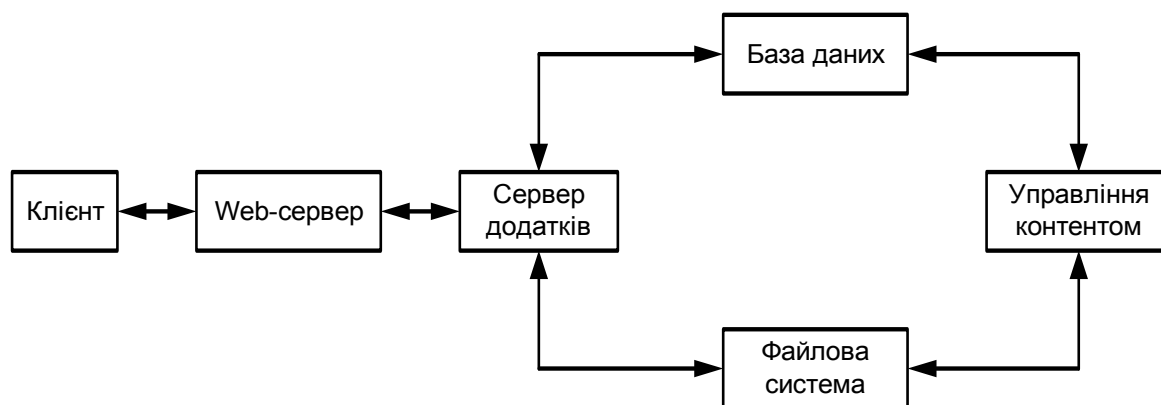 База даних
Клієнт
Web-сервер
Сервер
додатків
Управління
контентом
Файлова
система